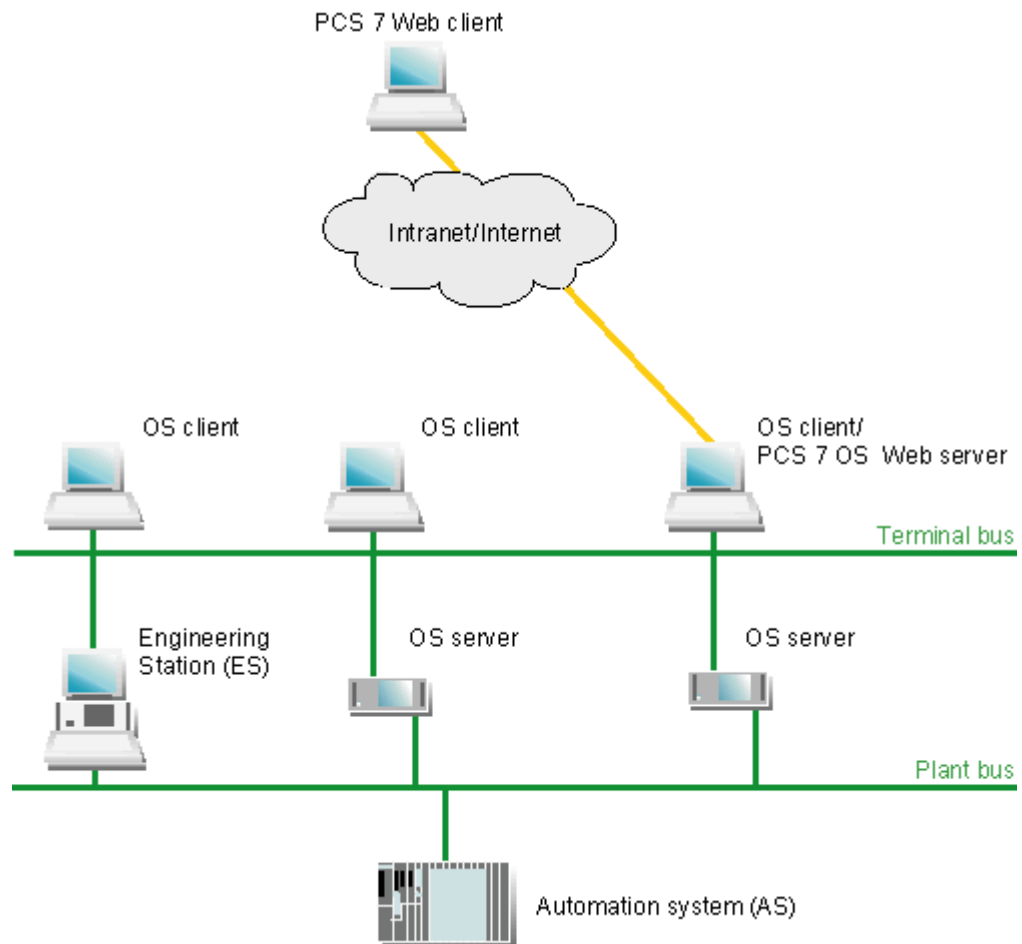 PCS 7 Web client
Intranet/Internet
OS client
OS client
OS client/
PCS 7 OS  Web server
Terminal bus
Engineering
Station (ES)
OS server
OS server
Plant bus
Automation system (AS)